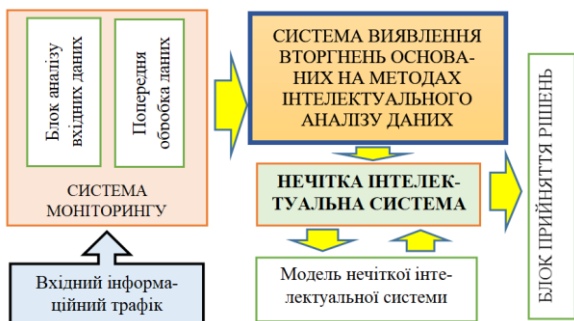 Блок аналізу
вхідних даних
Попередня
обробка даних
СИСТЕМА
МОНІТОРИНГУ
Вхідний інформа-
ційний трафік
СИСТЕМА ВИЯВЛЕННЯ
ВТОРГНЕНЬ ОСНОВА-
НИХ НА МЕТОДАХ
ІНТЕЛЕКТУАЛЬНОГО
АНАЛІЗУ ДАНИХ
НЕЧІТКА ІНТЕЛЕК-
ТУАЛЬНА СИСТЕМА
Модель нечіткої інте-
лектуальної системи
БЛОК ПРИЙНЯТТЯ РІШЕНЬ